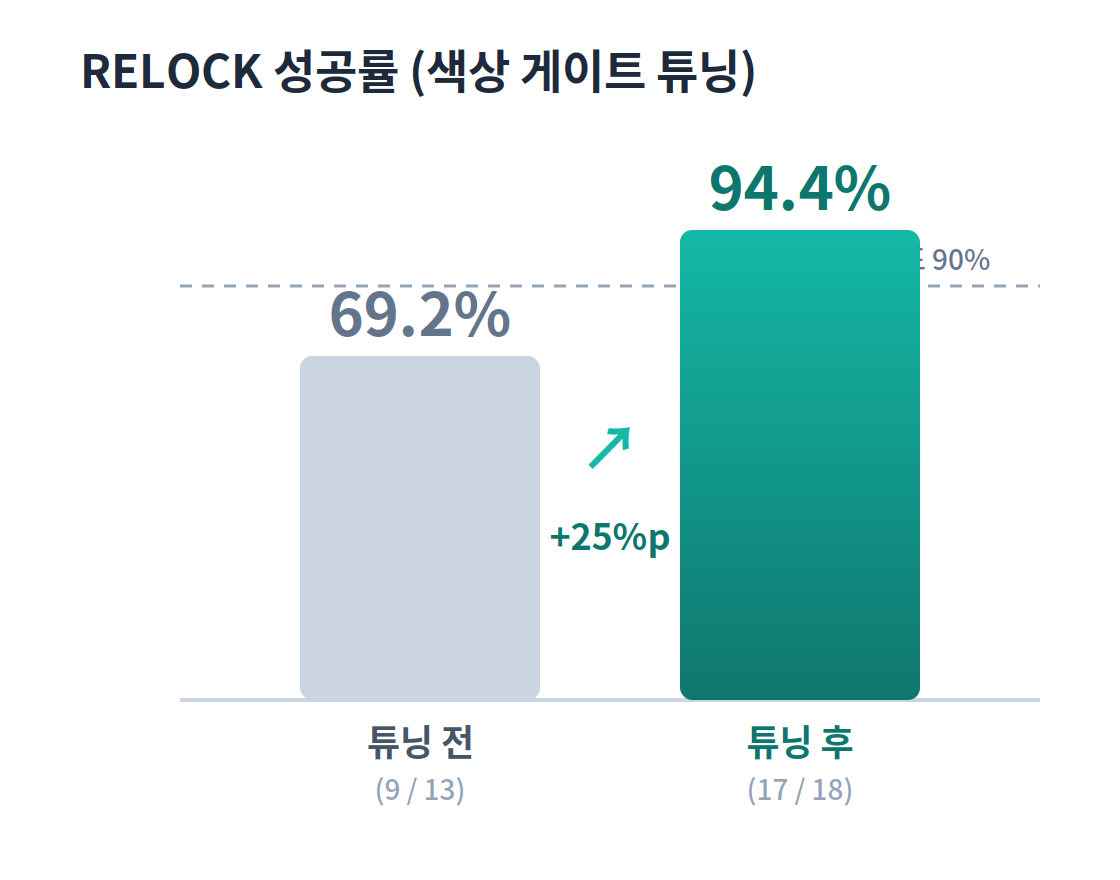 RELOCK 성공률 (색상 게이트 튜닝)
94.4%
90%
69.2%
+25%p
튜닝 전
튜닝 후
(9 / 13)
(17 / 18)